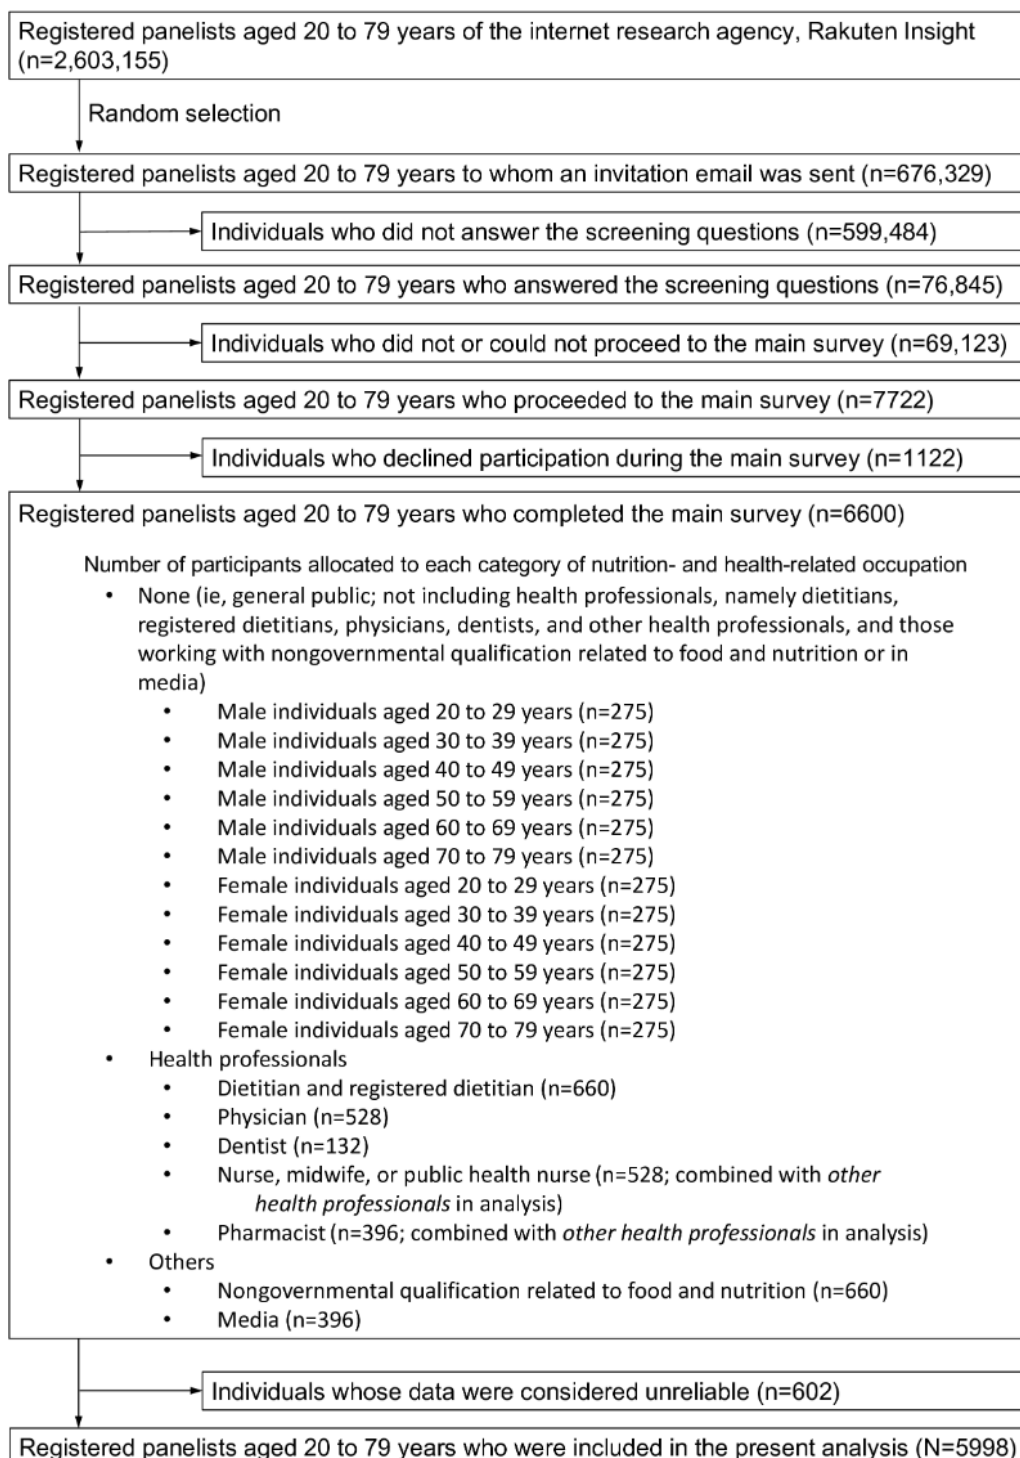 Registered panelists aged 20 to 79 years of the internet research agency, Rakuten Insight
(n=2,603,155)
Random selection
Registered panelists aged 20 to 79 years to whom an invitation email was sent (n=676,329)
Individuals who did not answer the screening questions (n=599,484)
Registered panelists aged 20 to 79 years who answered the screening questions (n=76,845)
Individuals who did not or could not proceed to the main survey (n=69,123)
Registered panelists aged 20 to 79 years who proceeded to the main survey (n=7722)
Individuals who declined participation during the main survey (n=1122)
Registered panelists aged 20 to 79 years who completed the main survey (n=6600)
Number of participants allocated to each category of nutrition- and health-related occupation
• None (ie, general public; not including health professionals, namely dietitians,
registered dietitians, physicians, dentists, and other health professionals, and those
working with nongovernmental qualification related to food and nutrition or in
media)
• Male individuals aged 20 to 29 years (n=275)
• Male individuals aged 30 to 39 years (n=275)
• Male individuals aged 40 to 49 years (n=275)
• Male individuals aged 50 to 59 years (n=275)
• Male individuals aged 60 to 69 years (n=275)
• Male individuals aged 70 to 79 years (n=275)
• Female individuals aged 20 to 29 years (n=275)
• Female individuals aged 30 to 39 years (n=275)
• Female individuals aged 40 to 49 years (n=275)
• Female individuals aged 50 to 59 years (n=275)
• Female individuals aged 60 to 69 years (n=275)
• Female individuals aged 70 to 79 years (n=275)
• Health professionals
• Dietitian and registered dietitian (n=660)
• Physician (n=528)
• Dentist (n=132)
• Nurse, midwife, or public health nurse (n=528; combined with other
health professionals in analysis)
• Pharmacist (n=396; combined with other health professionals in analysis)
• Others
• Nongovernmental qualification related to food and nutrition (n=660)
• Media (n=396)
Individuals whose data were considered unreliable (n=602)
Registered panelists aged 20 to 79 years who were included in the present analysis (N=5998)